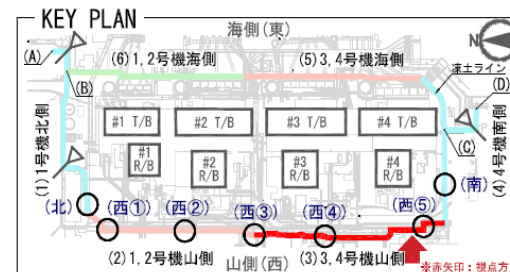 KEY PLAN
海側(東)
N
(A)
(6)1,2号機海側
(5)3,4号機海側
凍土ライン
(B)
(D)
#1 T/B
#2 T/B
#3 T/B
#4 T/B
(C)
(1)1号機北側
(4)4号機南側
#1
R/B
#2
R/B
#3
R/B
#4
R/B
(北)
(西①)
(西②)
(西③)
(西④)
(西⑤)
(南)
(2)1,2号機山側
山側(西)
(3)3,4号機山側
※赤矢印：視点方